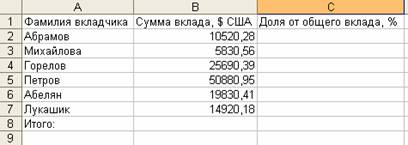 A B C
1 Фамилия вкладчика Сумма вклада, $ США Доля от общего вклада, %
2 Абрамов 10520,28
3 Михайлова 5830,56
4 Горелов 25690,39
5 Петров 50880,95
6 Абелян 19830,41
7 Лукашик 14920,18
8 Итого:
9